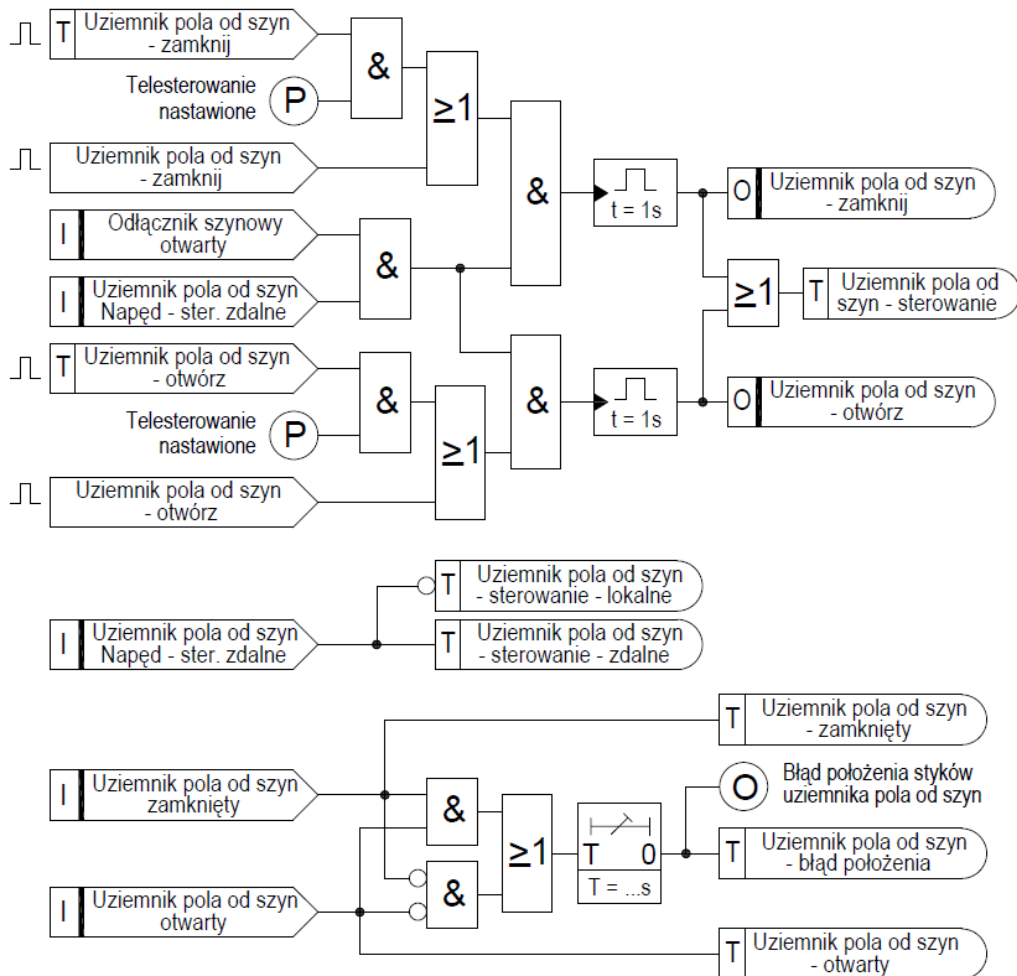 T
Uziemnik pola od szyn
- zamknij
&
Telesterowanie
nastawione
P
≥1
Uziemnik pola od szyn
- zamknij
&
t = 1s
O
Uziemnik pola od szyn
- zamknij
I
Odłącznik szynowy
otwarty
&
I
Uziemnik pola od szyn
Napęd - ster. zdalne
≥1
T
Uziemnik pola od
szyn - sterowanie
T
Uziemnik pola od szyn
- otwórz
&
Telesterowanie
nastawione
P
≥1
&
t = 1s
O
Uziemnik pola od szyn
- otwórz
Uziemnik pola od szyn
- otwórz
T
Uziemnik pola od szyn
- sterowanie - lokalne
I
Uziemnik pola od szyn
Napęd - ster. zdalne
T
Uziemnik pola od szyn
- sterowanie - zdalne
T
Uziemnik pola od szyn
- zamknięty
I
Uziemnik pola od szyn
zamknięty
&
O
Błąd położenia styków
uziemnika pola od szyn
≥1
T 0
T = ...s
T
Uziemnik pola od szyn
- błąd położenia
&
I
Uziemnik pola od szyn
otwarty
T
Uziemnik pola od szyn
- otwarty